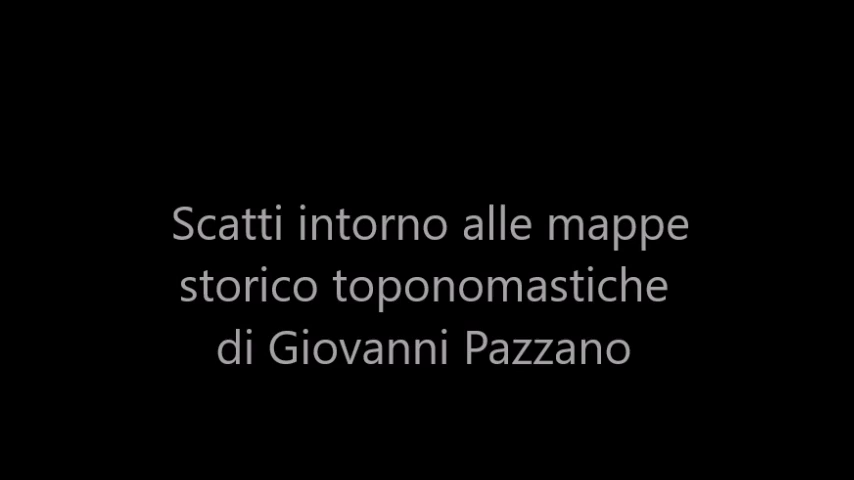 Scatti intorno alle mappe
storico toponomastiche
di Giovanni Pazzano